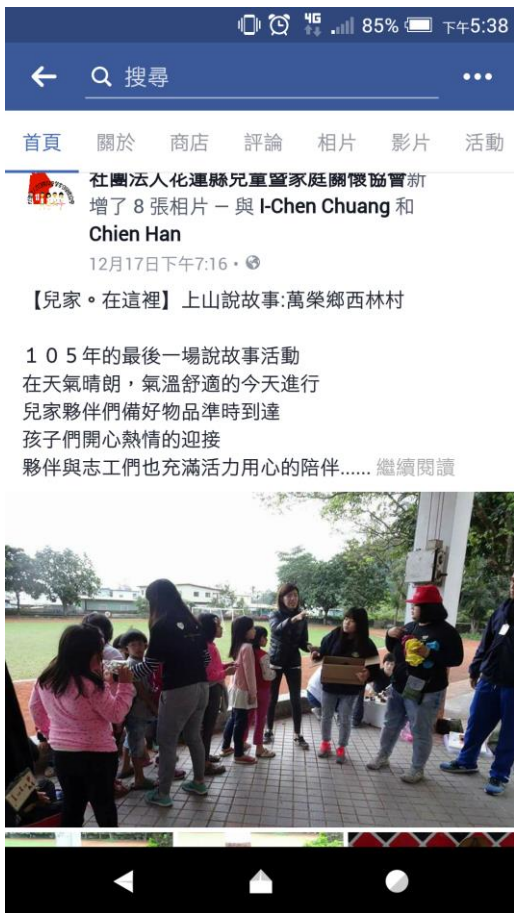 4G 85% 下午5:38
搜尋
首頁 關於 商店 評論 相片 影片 活動
社團法人花蓮縣兒童暨家庭關懷協會新
增了 8 張相片 — 與 I-Chen Chuang 和
Chien Han
12月17日下午7:16 •
【兒家。在這裡】上山說故事:萬榮鄉西林村
１０５年的最後一場說故事活動
在天氣晴朗，氣溫舒適的今天進行
兒家夥伴們備好物品準時到達
孩子們開心熱情的迎接
夥伴與志工們也充滿活力用心的陪伴...... 繼續閱讀